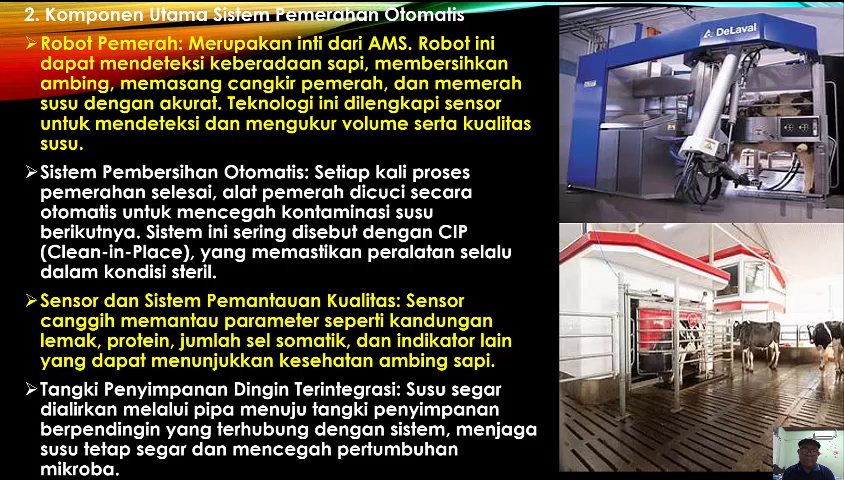 2. Komponen Utama Sistem Pemerahan Otomatis
Robot Pemerah: Merupakan inti dari AMS. Robot ini
dapat mendeteksi keberadaan sapi, membersihkan
ambing, memasang cangkir pemerah, dan memerah
susu dengan akurat. Teknologi ini dilengkapi sensor
untuk mendeteksi dan mengukur volume serta kualitas
susu.
Sistem Pembersihan Otomatis: Setiap kali proses
pemerahan selesai, alat pemerah dicuci secara
otomatis untuk mencegah kontaminasi susu
berikutnya. Sistem ini sering disebut dengan CIP
(Clean-in-Place), yang memastikan peralatan selalu
dalam kondisi steril.
Sensor dan Sistem Pemantauan Kualitas: Sensor
canggih memantau parameter seperti kandungan
lemak, protein, jumlah sel somatik, dan indikator lain
yang dapat menunjukkan kesehatan ambing sapi.
Tangki Penyimpanan Dingin Terintegrasi: Susu segar
dialirkan melalui pipa menuju tangki penyimpanan
berpendingin yang terhubung dengan sistem, menjaga
susu tetap segar dan mencegah pertumbuhan
mikroba.
DeLaval